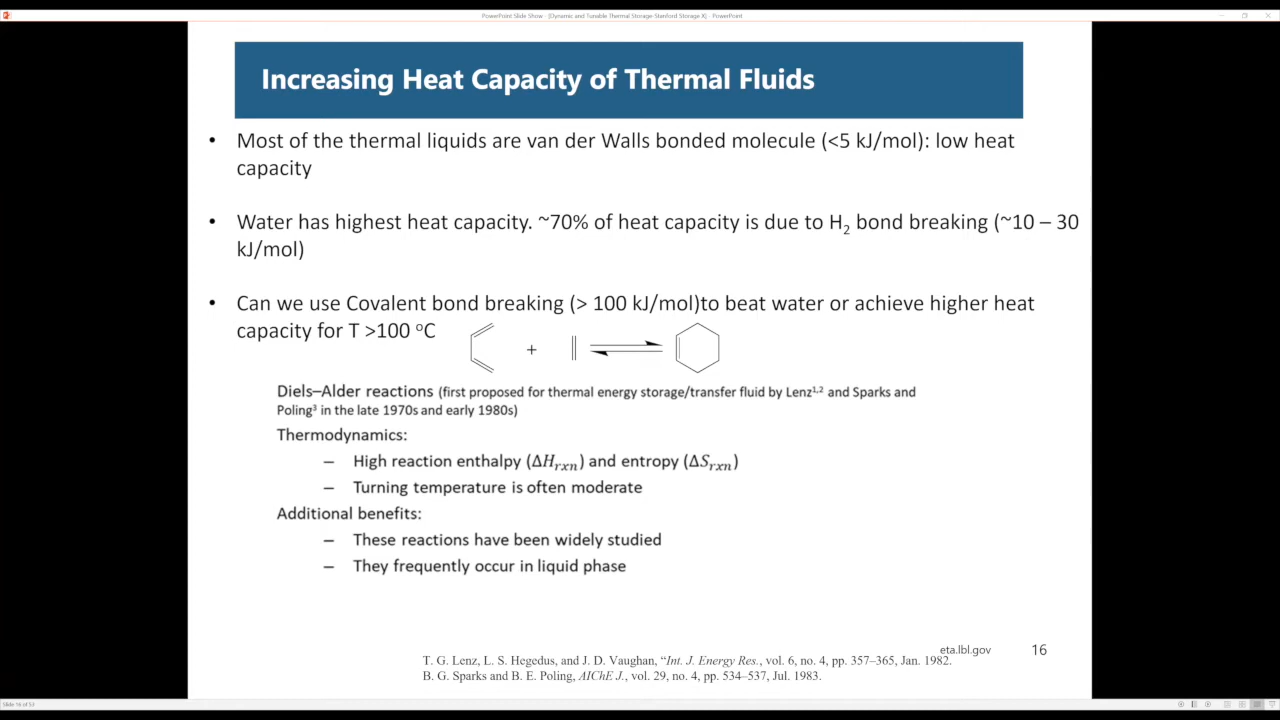 PowerPoint Slide Show - [Dynamic and Tunable Thermal Storage-Stanford Storage X] - PowerPoint
Increasing Heat Capacity of Thermal Fluids
• Most of the thermal liquids are van der Walls bonded molecule (<5 kJ/mol): low heat
capacity
• Water has highest heat capacity. ~70% of heat capacity is due to H₂ bond breaking (~10 – 30
kJ/mol)
• Can we use Covalent bond breaking (> 100 kJ/mol)to beat water or achieve higher heat
capacity for T >100 ᵒC
+
Diels–Alder reactions (first proposed for thermal energy storage/transfer fluid by Lenz¹,² and Sparks and
Poling³ in the late 1970s and early 1980s)
Thermodynamics:
– High reaction enthalpy (ΔHᵣₓₙ) and entropy (ΔSᵣₓₙ)
– Turning temperature is often moderate
Additional benefits:
– These reactions have been widely studied
– They frequently occur in liquid phase
eta.lbl.gov 16
T. G. Lenz, L. S. Hegedus, and J. D. Vaughan, “Int. J. Energy Res., vol. 6, no. 4, pp. 357–365, Jan. 1982.
B. G. Sparks and B. E. Poling, AIChE J., vol. 29, no. 4, pp. 534–537, Jul. 1983.
Slide 16 of 53